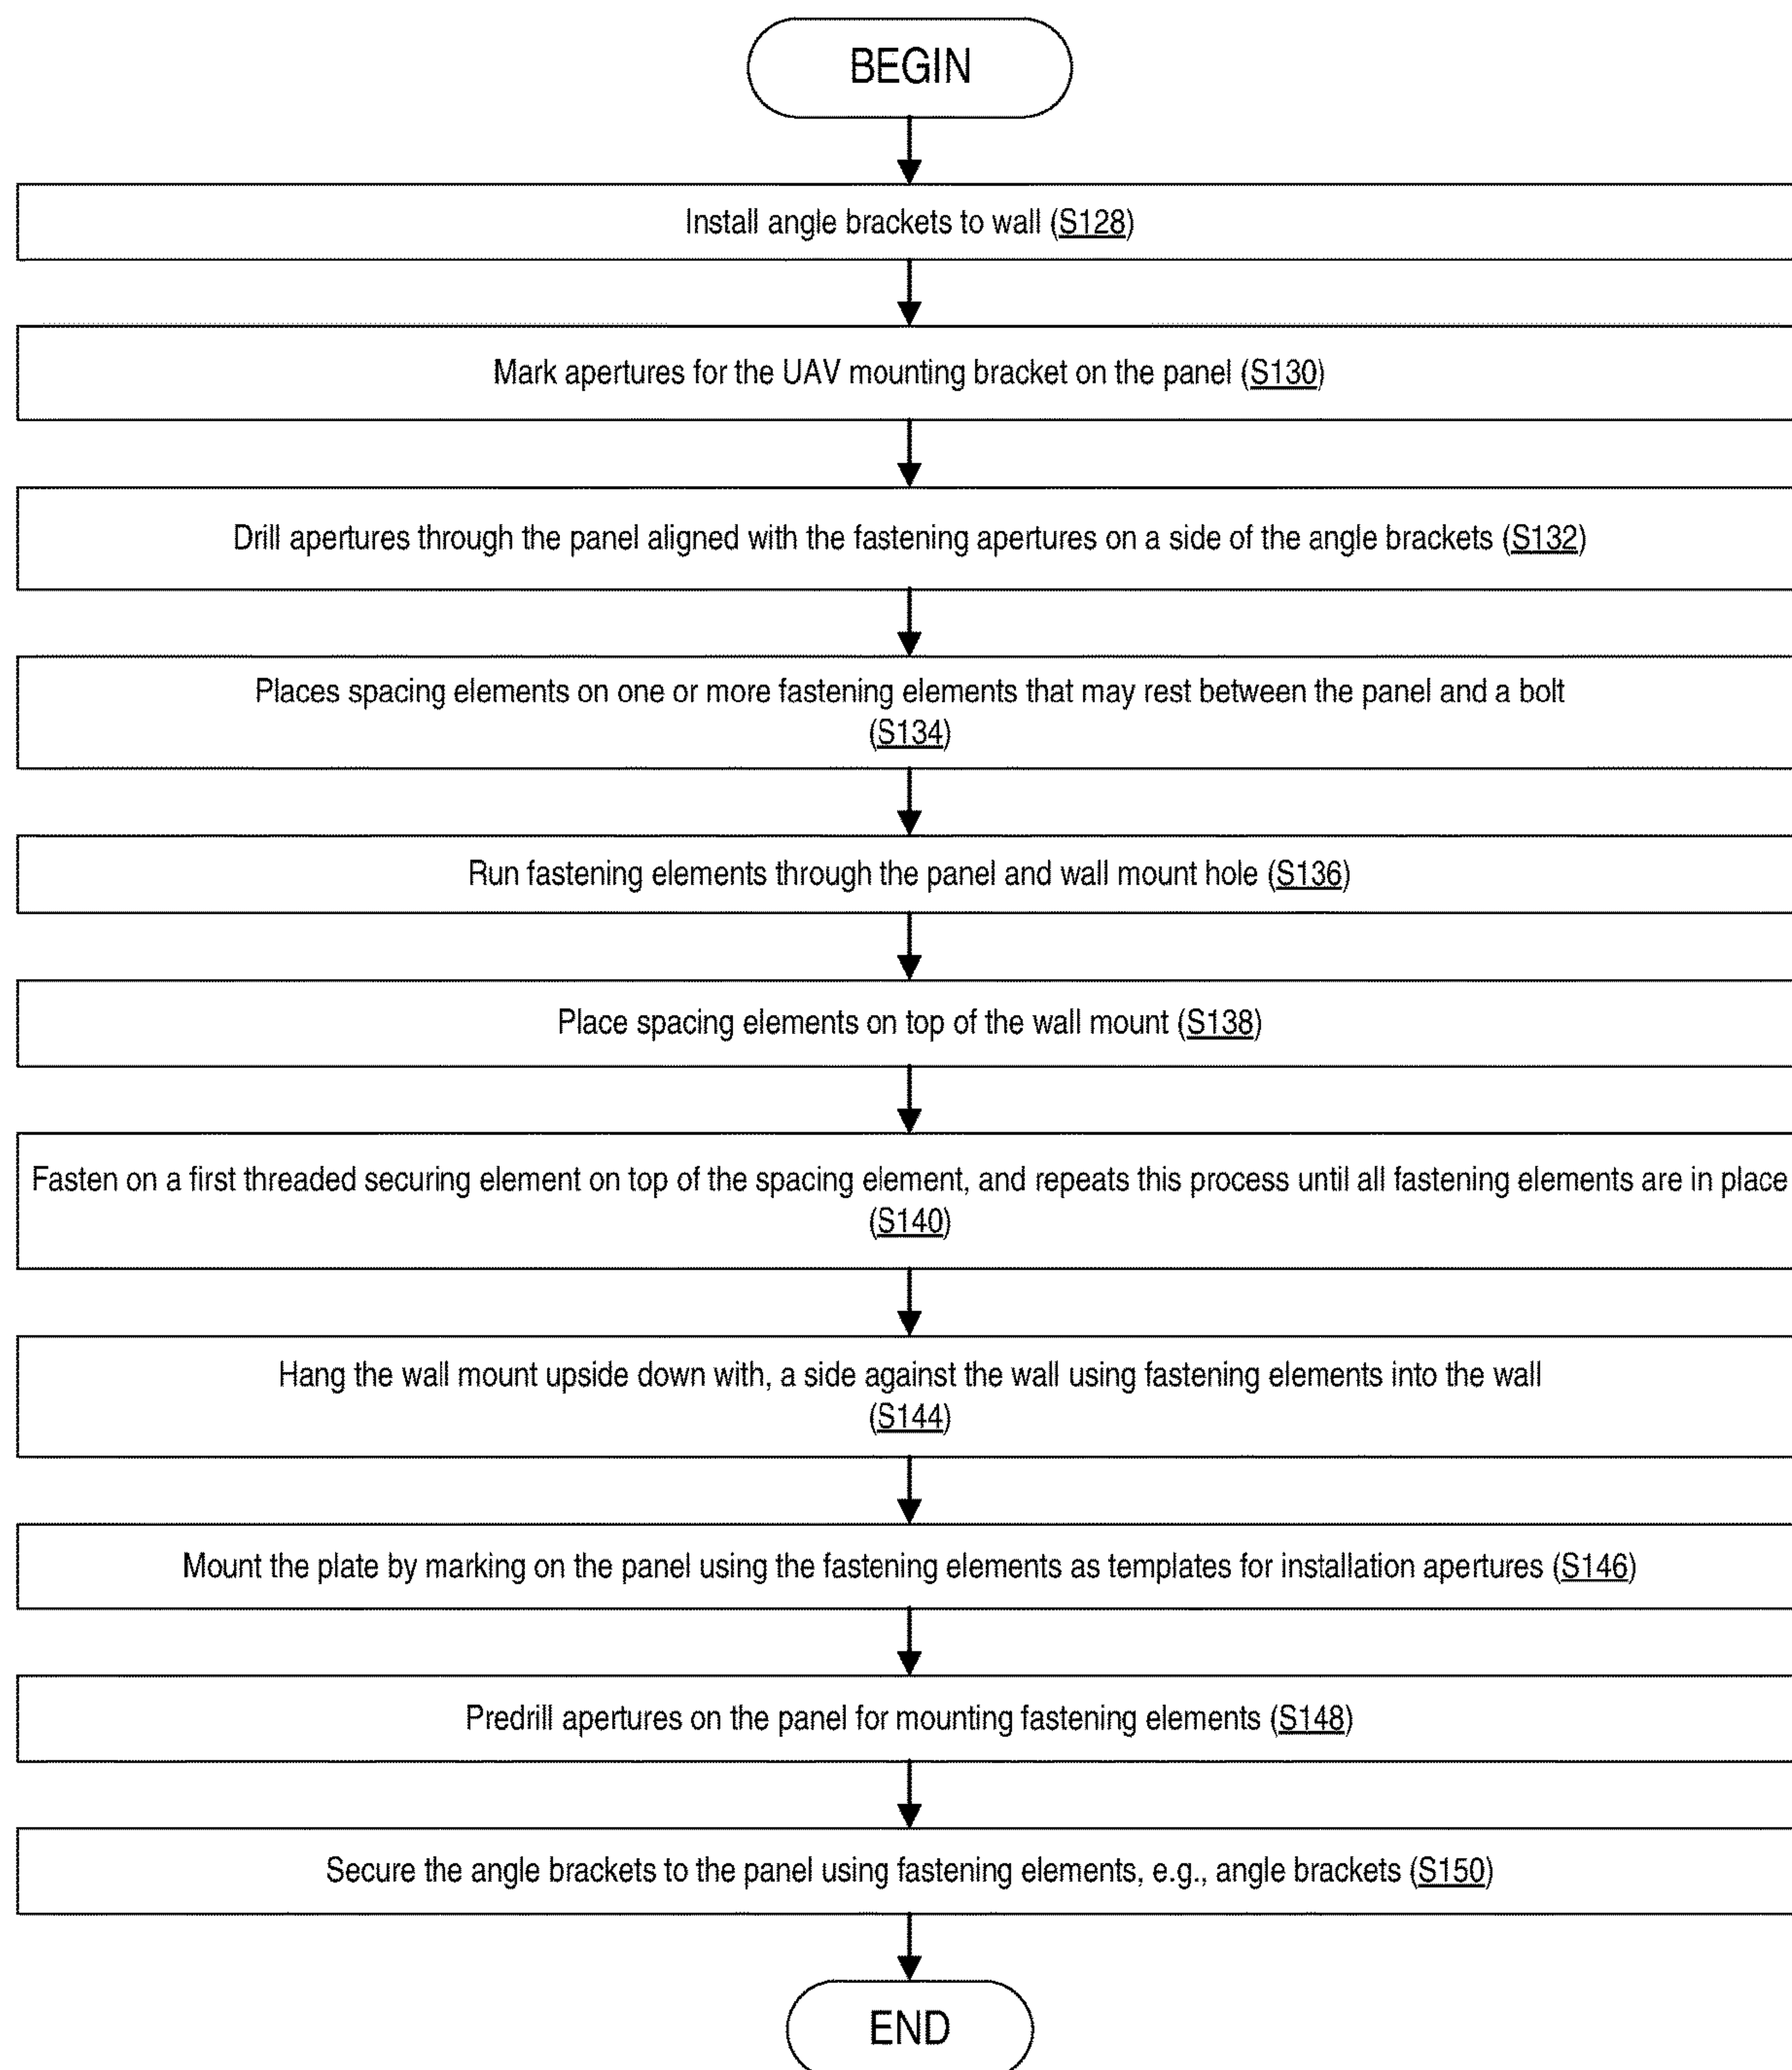 BEGIN
Install angle brackets to wall (S128)
Mark apertures for the UAV mounting bracket on the panel (S130)
Drill apertures through the panel aligned with the fastening apertures on a side of the angle brackets (S132)
Places spacing elements on one or more fastening elements that may rest between the panel and a bolt
(S134)
Run fastening elements through the panel and wall mount hole (S136)
Place spacing elements on top of the wall mount (S138)
Fasten on a first threaded securing element on top of the spacing element, and repeats this process until all fastening elements are in place
(S140)
Hang the wall mount upside down with, a side against the wall using fastening elements into the wall
(S144)
Mount the plate by marking on the panel using the fastening elements as templates for installation apertures (S146)
Predrill apertures on the panel for mounting fastening elements (S148)
Secure the angle brackets to the panel using fastening elements, e.g., angle brackets (S150)
END